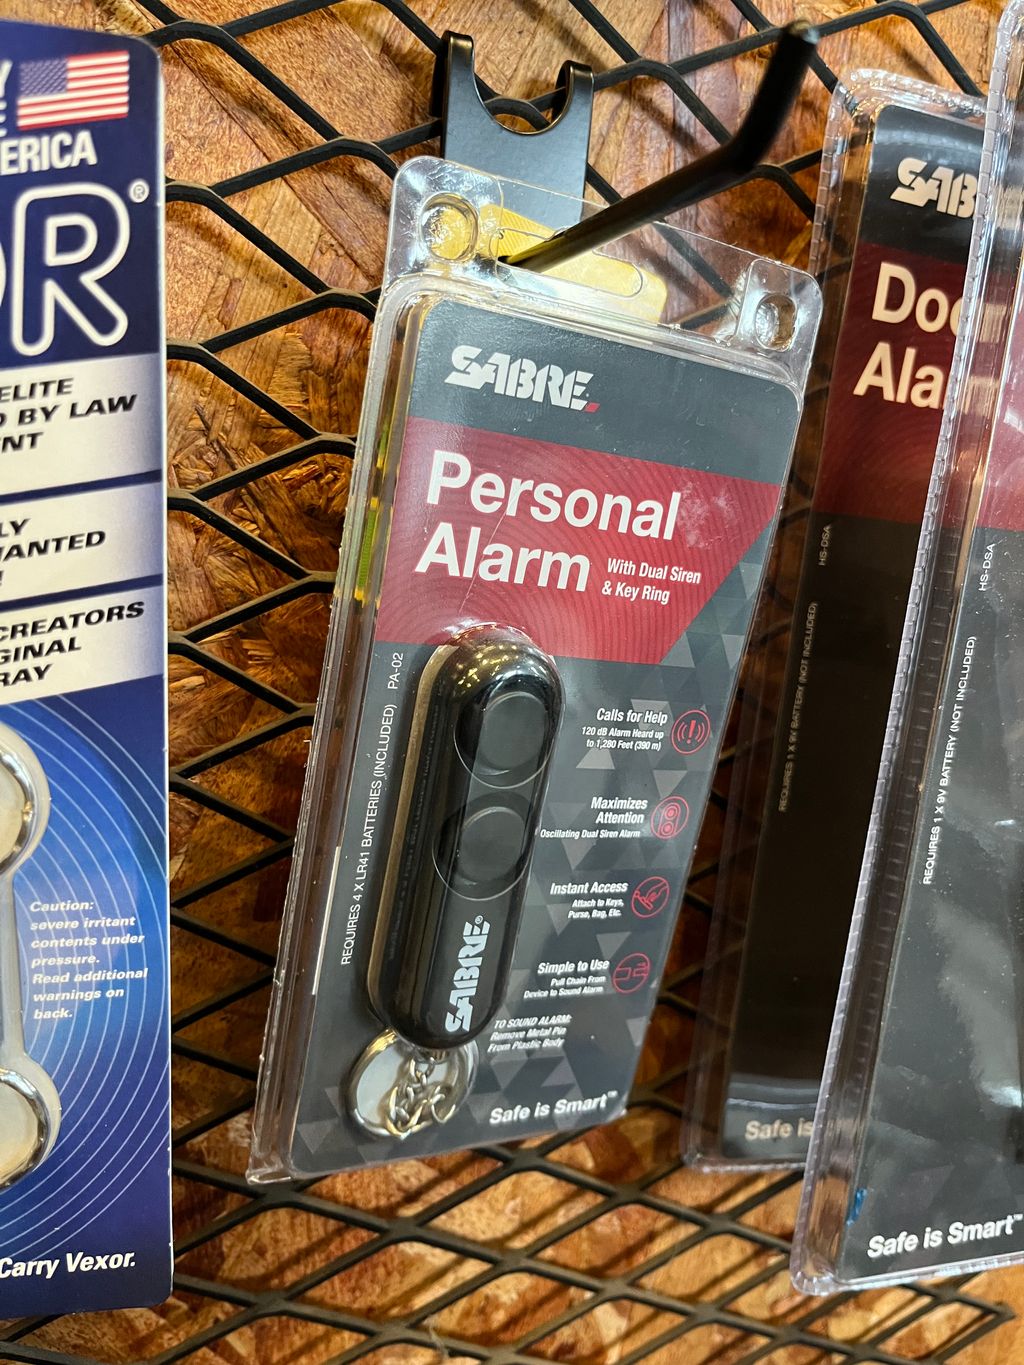 ERICA
OR®
ELITE
BY LAW
NT
LY
ANTED
CREATORS
GINAL
RAY
Caution:
severe irritant
contents under
pressure.
Read additional
warnings on
back.
Carry Vexor.
SABRE
Personal
Alarm
With Dual Siren
& Key Ring
REQUIRES 4 X LR41 BATTERIES (INCLUDED) PA-02
Calls for Help
120 dB Alarm Heard up
to 1,280 Feet (390 m)
Maximizes
Attention
Oscillating Dual Siren Alarm
Instant Access
Attach to Keys,
Purse, Bag, Etc.
Simple to Use
Pull Chain From
Device to Sound Alarm
TO SOUND ALARM:
Remove Metal Pin
From Plastic Body
SABRE®
Safe is Smart™
SAB
Doo
Ala
HS-DSA
REQUIRES 1 X 9V BATTERY (NOT INCLUDED)
Safe is
HS-DSA
REQUIRES 1 X 9V BATTERY (NOT INCLUDED)
Safe is Smart™